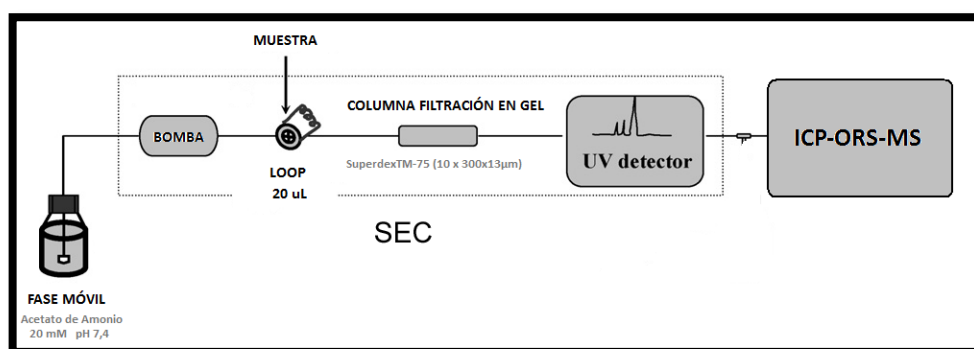 MUESTRA
BOMBA
LOOP
20 uL
COLUMNA FILTRACIÓN EN GEL
SuperdexTM-75 (10 x 300x13µm)
UV detector
ICP-ORS-MS
SEC
FASE MÓVIL
Acetato de Amonio
20 mM pH 7,4